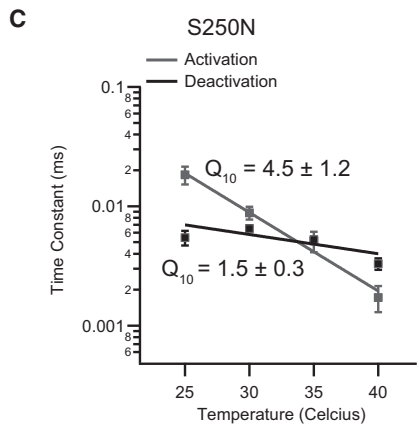 C
S250N
Activation
Deactivation
0.1
8
6
4
2
0.01
8
6
4
2
0.001
8
6
Time Constant (ms)
Q10 = 4.5 ± 1.2
Q10 = 1.5 ± 0.3
25 30 35 40
Temperature (Celcius)